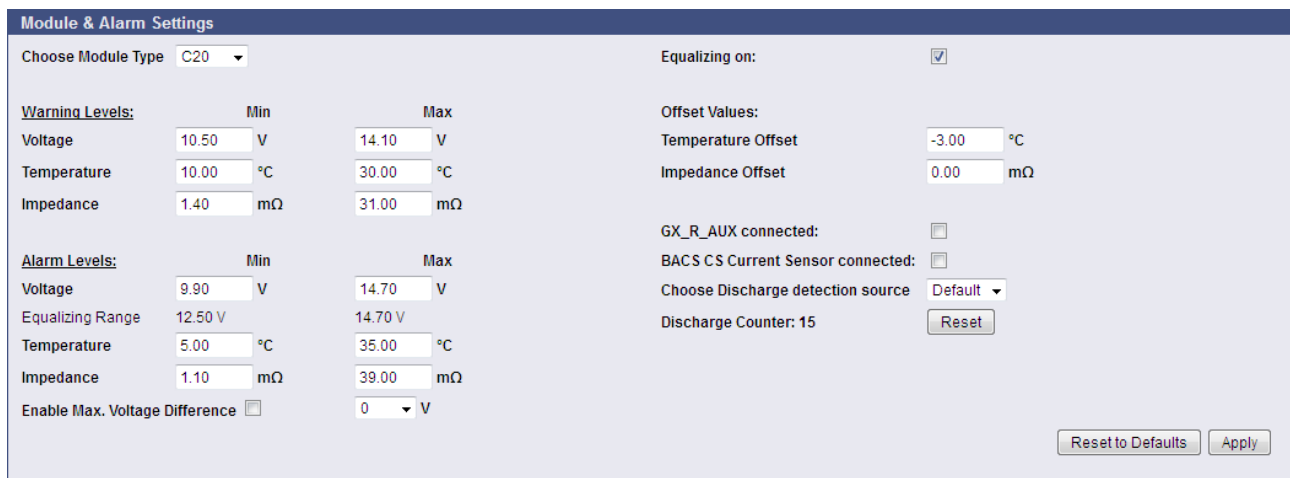 Module & Alarm Settings
Choose Module Type C20
Equalizing on:
Warning Levels: Min Max
Offset Values:
Voltage 10.50 V 14.10 V
Temperature Offset -3.00 °C
Temperature 10.00 °C 30.00 °C
Impedance Offset 0.00 mΩ
Impedance 1.40 mΩ 31.00 mΩ
GX_R_AUX connected:
Alarm Levels: Min Max
BACS CS Current Sensor connected:
Voltage 9.90 V 14.70 V
Choose Discharge detection source Default
Equalizing Range 12.50 V 14.70 V
Discharge Counter: 15 Reset
Temperature 5.00 °C 35.00 °C
Impedance 1.10 mΩ 39.00 mΩ
Enable Max. Voltage Difference 0 V
Reset to Defaults Apply